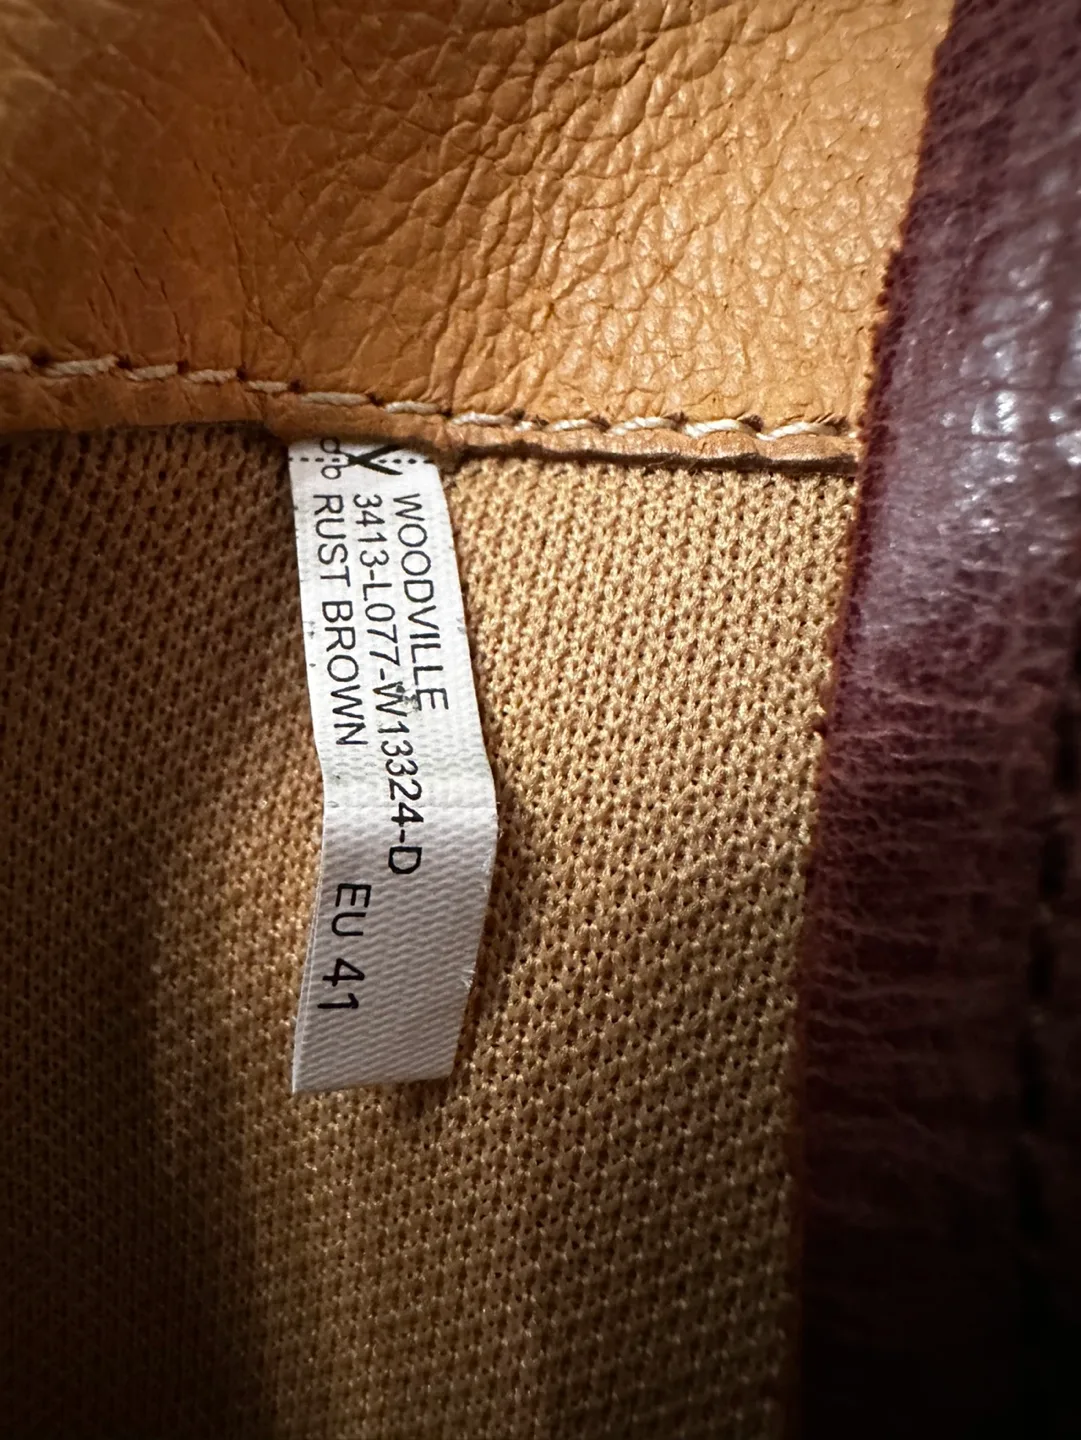 WOODVILLE
3413-L077-W13324-D
RUST BROWN EU 41